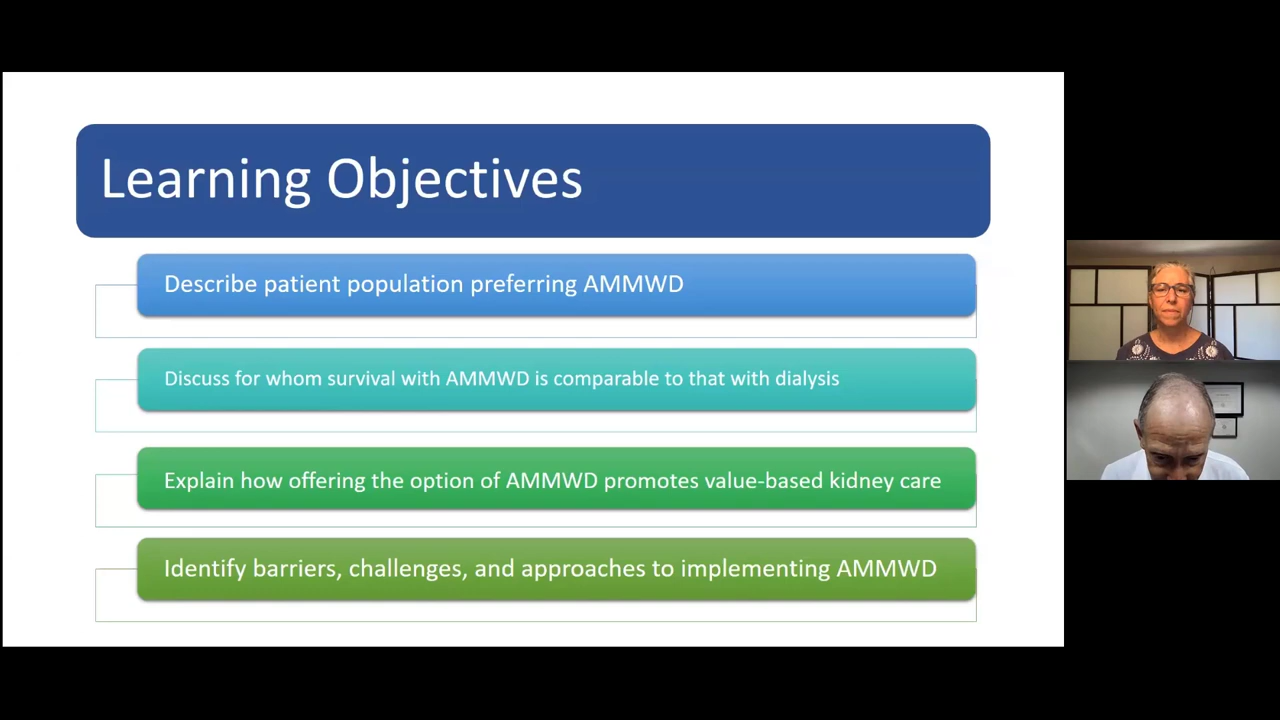 Learning Objectives
Describe patient population preferring AMMWD
Discuss for whom survival with AMMWD is comparable to that with dialysis
Explain how offering the option of AMMWD promotes value-based kidney care
Identify barriers, challenges, and approaches to implementing AMMWD